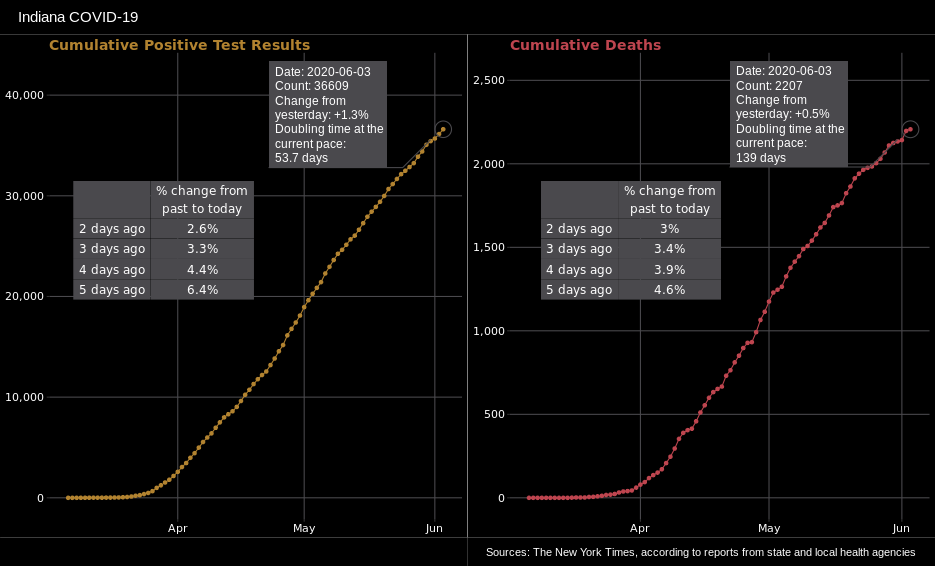 Indiana COVID-19
Cumulative Positive Test Results
Date: 2020-06-03
Count: 36609
Change from
yesterday: +1.3%
Doubling time at the
current pace:
53.7 days
% change from
past to today
2 days ago 2.6%
3 days ago 3.3%
4 days ago 4.4%
5 days ago 6.4%
40,000
30,000
20,000
10,000
0
Apr May Jun
Cumulative Deaths
Date: 2020-06-03
Count: 2207
Change from
yesterday: +0.5%
Doubling time at the
current pace:
139 days
% change from
past to today
2 days ago 3%
3 days ago 3.4%
4 days ago 3.9%
5 days ago 4.6%
2,500
2,000
1,500
1,000
500
0
Apr May Jun
Sources: The New York Times, according to reports from state and local health agencies